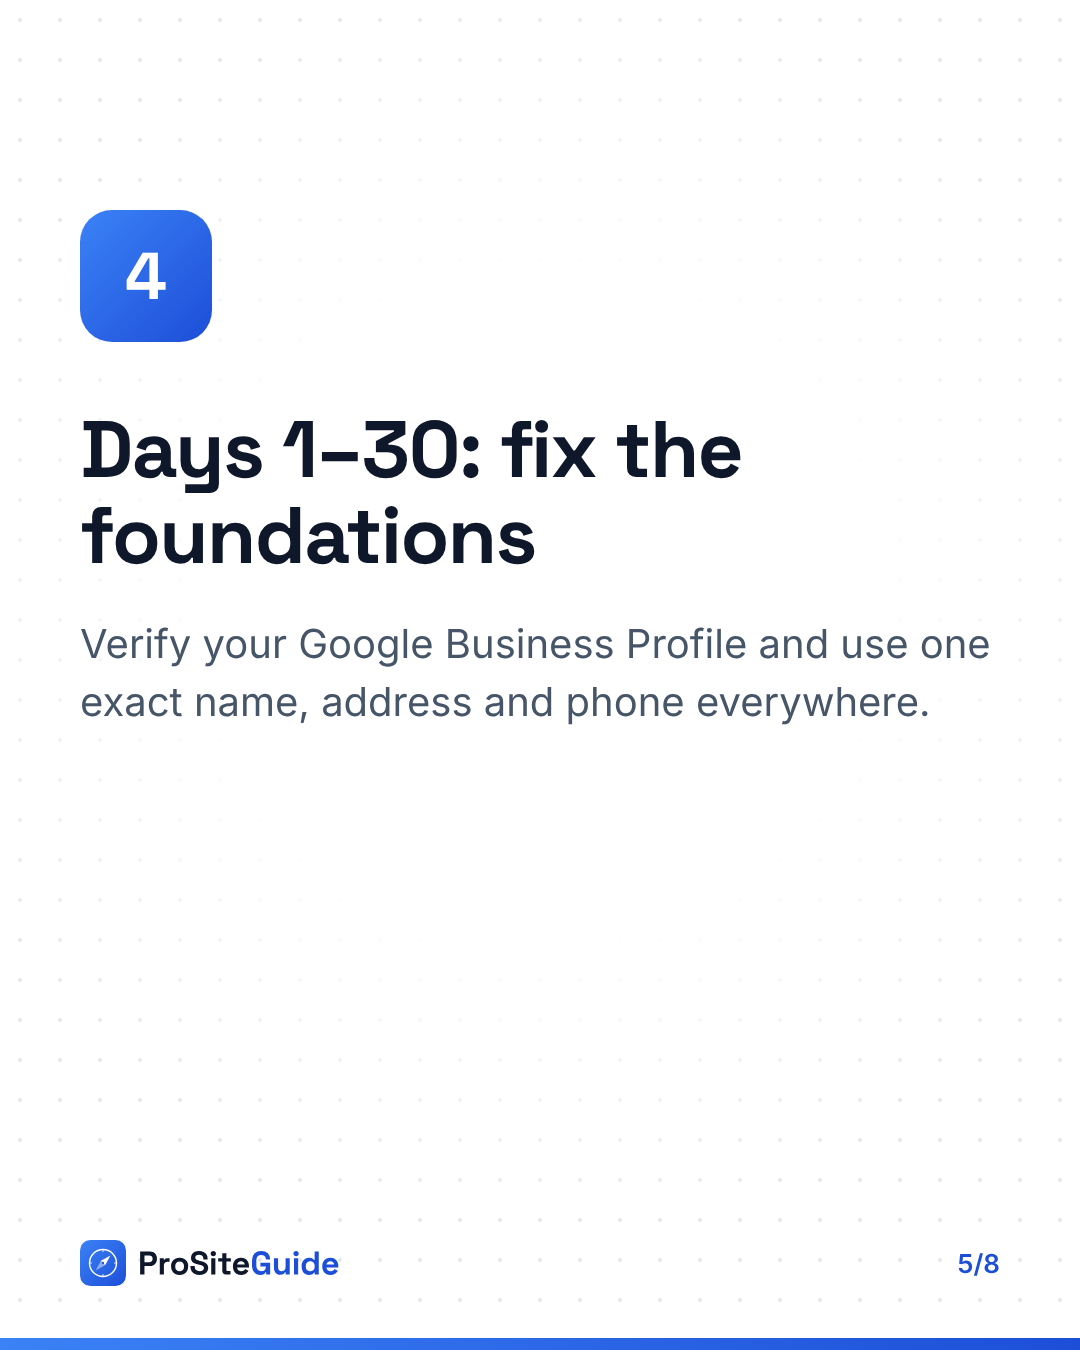 4
Days 1–30: fix the
foundations
Verify your Google Business Profile and use one
exact name, address and phone everywhere.
ProSiteGuide
5/8